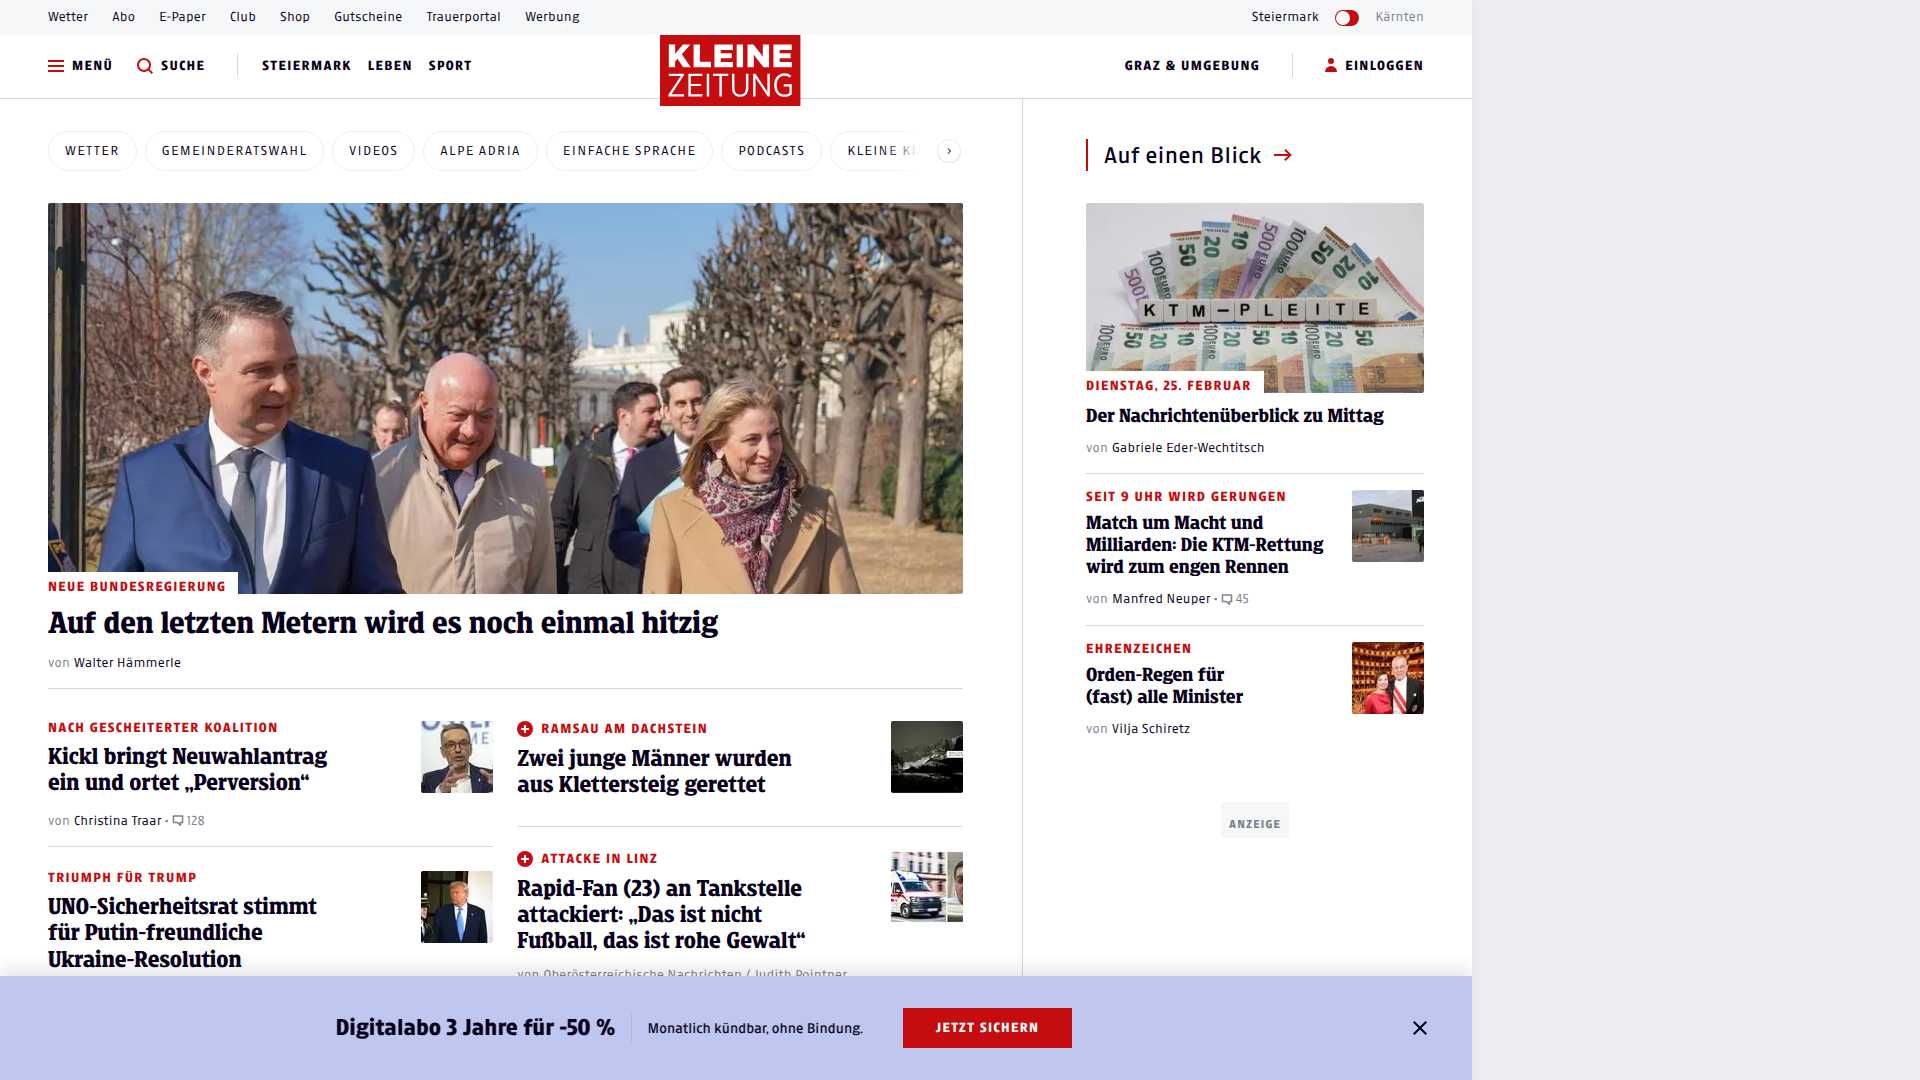 Wetter Abo E-Paper Club Shop Gutscheine Trauerportal Werbung Steiermark Kärnten
MENÜ SUCHE STEIERMARK LEBEN SPORT KLEINE ZEITUNG GRAZ & UMGEBUNG EINLOGGEN
WETTER GEMEINDERATSWAHL VIDEOS ALPE ADRIA EINFACHE SPRACHE PODCASTS KLEINE
NEUE BUNDESREGIERUNG
Auf den letzten Metern wird es noch einmal hitzig
von Walter Hämmerle
NACH GESCHEITERTER KOALITION
Kickl bringt Neuwahlantrag
ein und ortet „Perversion“
von Christina Traar • 128
TRIUMPH FÜR TRUMP
UNO-Sicherheitsrat stimmt
für Putin-freundliche
Ukraine-Resolution
RAMSAU AM DACHSTEIN
Zwei junge Männer wurden
aus Klettersteig gerettet
ATTACKE IN LINZ
Rapid-Fan (23) an Tankstelle
attackiert: „Das ist nicht
Fußball, das ist rohe Gewalt“
von Oberösterreichische Nachrichten / Judith Pointner
Auf einen Blick
KTM-PLEITE
DIENSTAG, 25. FEBRUAR
Der Nachrichtenüberblick zu Mittag
von Gabriele Eder-Wechtitsch
SEIT 9 UHR WIRD GERUNGEN
Match um Macht und
Milliarden: Die KTM-Rettung
wird zum engen Rennen
von Manfred Neuper • 45
EHRENZEICHEN
Orden-Regen für
(fast) alle Minister
von Vilja Schiretz
ANZEIGE
Digitalabo 3 Jahre für -50 % Monatlich kündbar, ohne Bindung. JETZT SICHERN